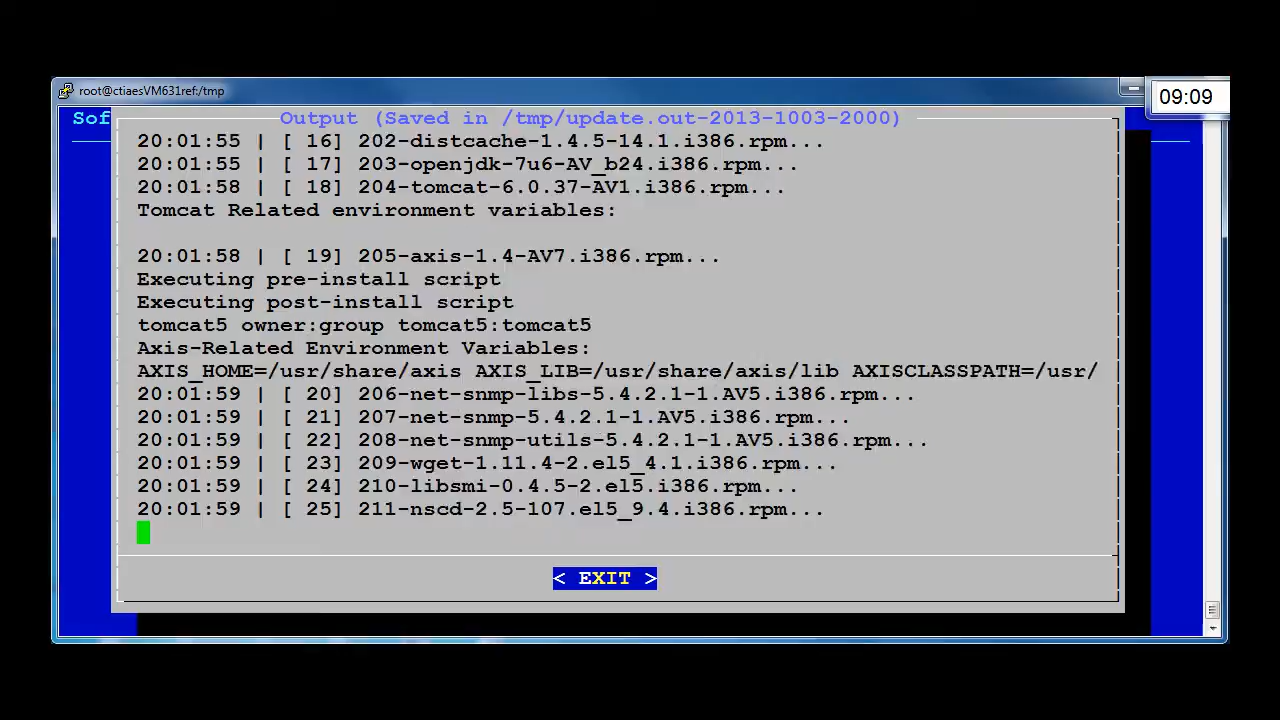 root@ctiaesVM631ref:/tmp
09:09
Sof
Output (Saved in /tmp/update.out-2013-1003-2000)
20:01:55 | [ 16] 202-distcache-1.4.5-14.1.i386.rpm...
20:01:55 | [ 17] 203-openjdk-7u6-AV_b24.i386.rpm...
20:01:58 | [ 18] 204-tomcat-6.0.37-AV1.i386.rpm...
Tomcat Related environment variables:
20:01:58 | [ 19] 205-axis-1.4-AV7.i386.rpm...
Executing pre-install script
Executing post-install script
tomcat5 owner:group tomcat5:tomcat5
Axis-Related Environment Variables:
AXIS_HOME=/usr/share/axis AXIS_LIB=/usr/share/axis/lib AXISCLASSPATH=/usr/
20:01:59 | [ 20] 206-net-snmp-libs-5.4.2.1-1.AV5.i386.rpm...
20:01:59 | [ 21] 207-net-snmp-5.4.2.1-1.AV5.i386.rpm...
20:01:59 | [ 22] 208-net-snmp-utils-5.4.2.1-1.AV5.i386.rpm...
20:01:59 | [ 23] 209-wget-1.11.4-2.el5_4.1.i386.rpm...
20:01:59 | [ 24] 210-libsmi-0.4.5-2.el5.i386.rpm...
20:01:59 | [ 25] 211-nscd-2.5-107.el5_9.4.i386.rpm...
< EXIT >